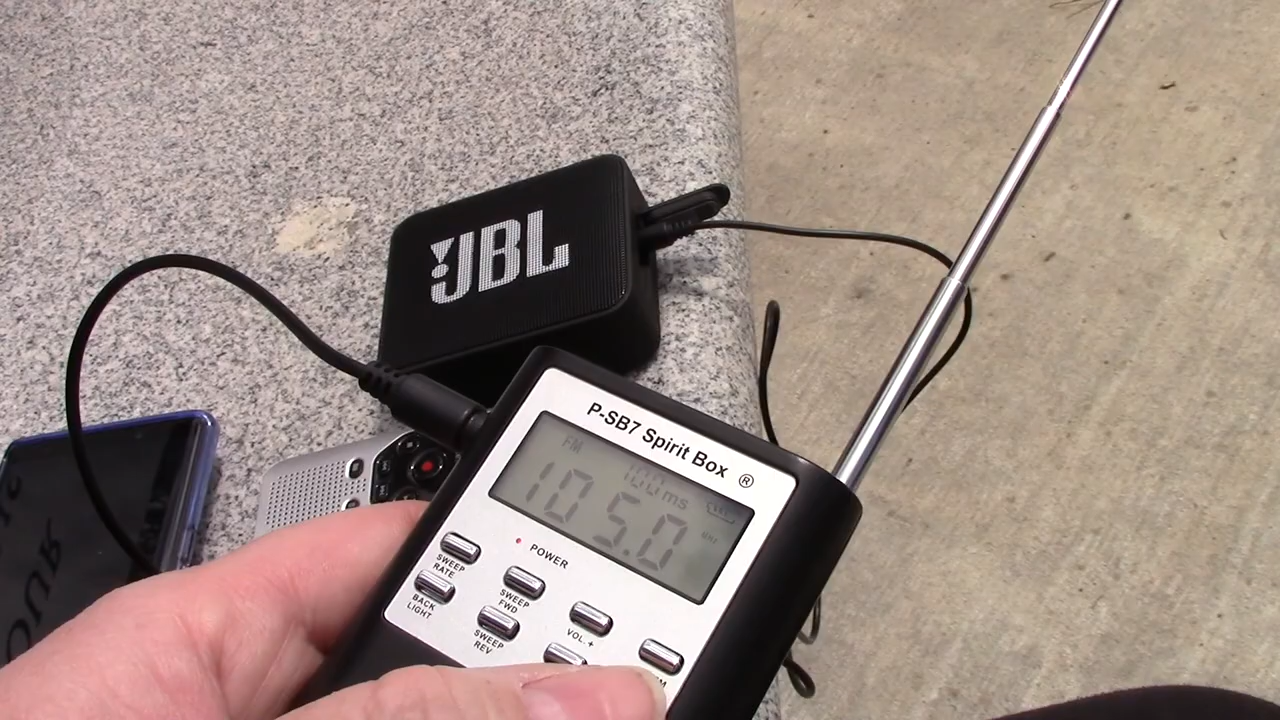 JBL
P-SB7 Spirit Box ®
FM
100ms
105.0
POWER
SWEEP
RATE
SWEEP
FWD
BACK
LIGHT
VOL.+
SWEEP
REV